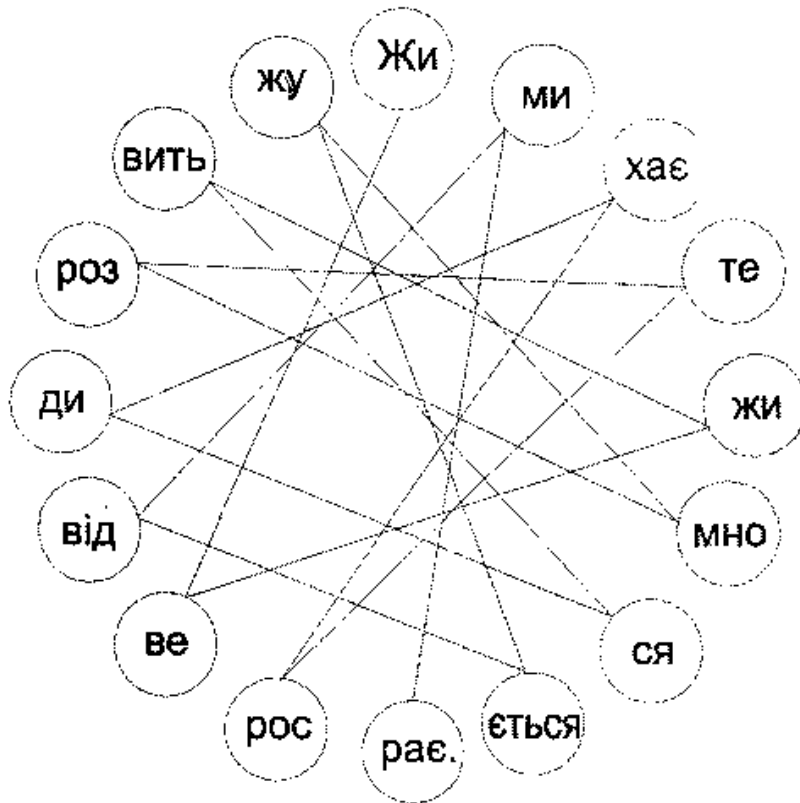 Жи
жу
ми
вить
хає
роз
те
ди
жи
від
мно
ве
ся
рос
рає.
ється